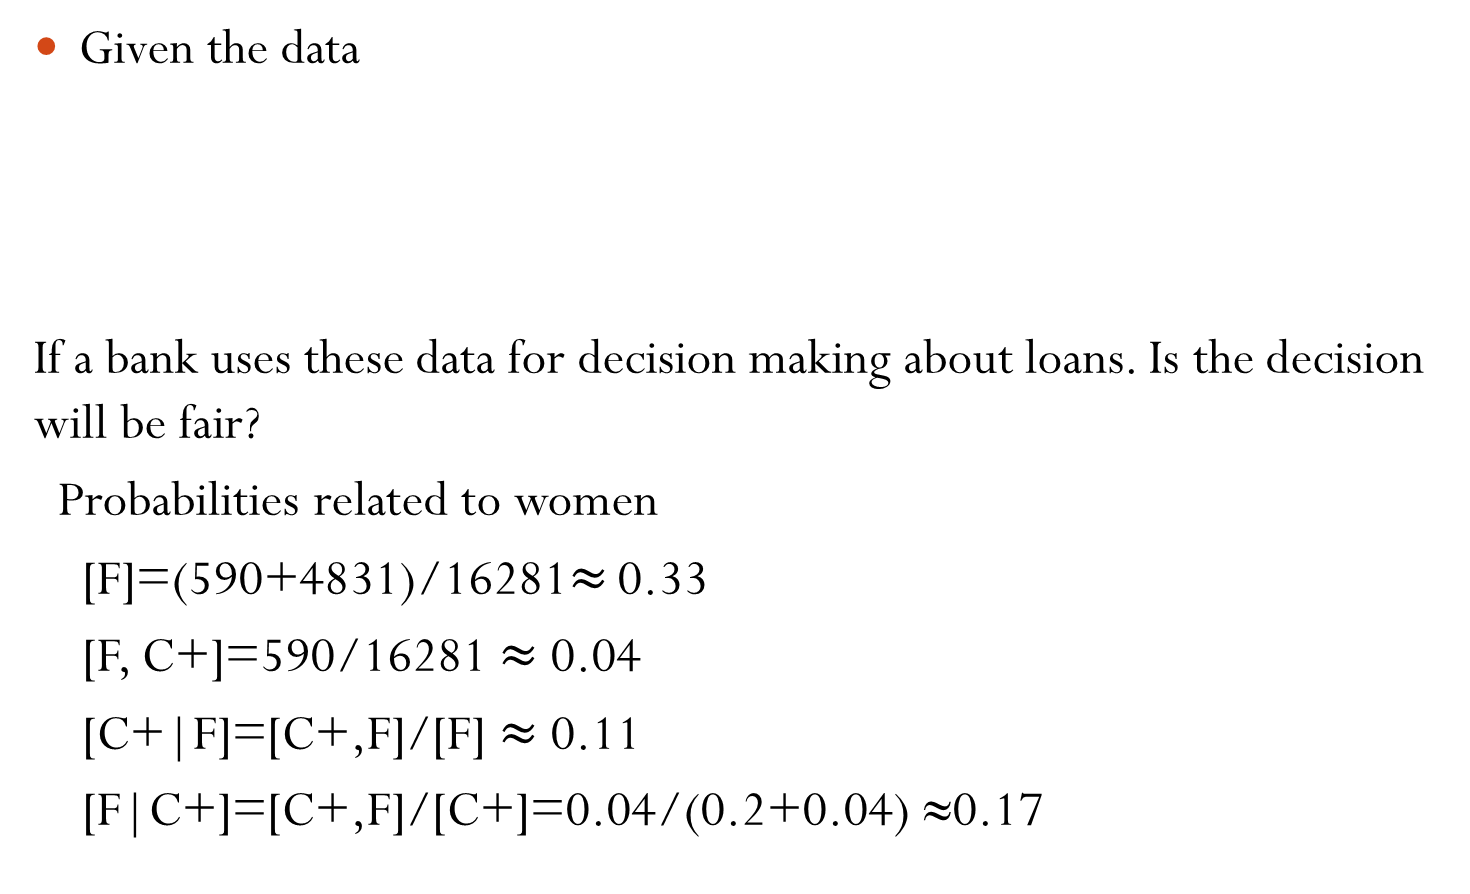 • Given the data
If a bank uses these data for decision making about loans. Is the decision
will be fair?
Probabilities related to women
[F]=(590+4831)/16281≈ 0.33
[F, C+]=590/16281 ≈ 0.04
[C+|F]=[C+,F]/[F] ≈ 0.11
[F|C+]=[C+,F]/[C+]=0.04/(0.2+0.04) ≈0.17